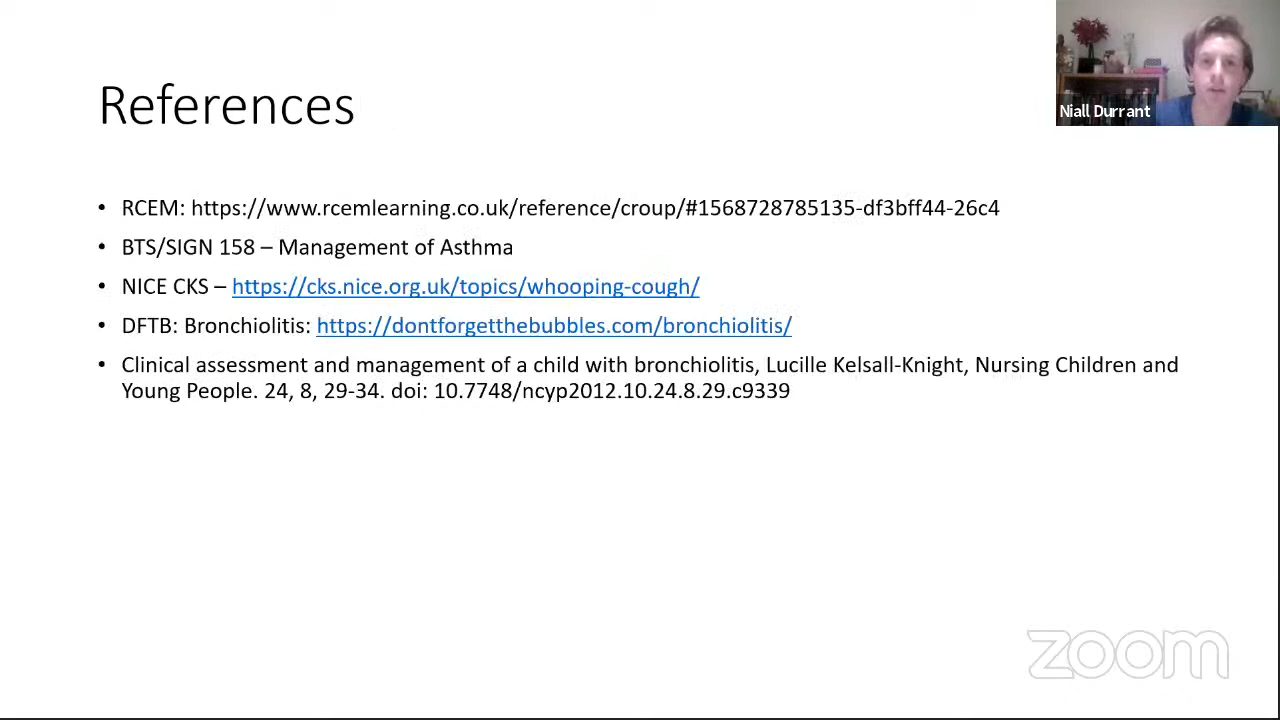 References
Niall Durrant
• RCEM: https://www.rcemlearning.co.uk/reference/croup/#1568728785135-df3bff44-26c4
• BTS/SIGN 158 – Management of Asthma
• NICE CKS – https://cks.nice.org.uk/topics/whooping-cough/
• DFTB: Bronchiolitis: https://dontforgetthebubbles.com/bronchiolitis/
• Clinical assessment and management of a child with bronchiolitis, Lucille Kelsall-Knight, Nursing Children and
Young People. 24, 8, 29-34. doi: 10.7748/ncyp2012.10.24.8.29.c9339
zoom